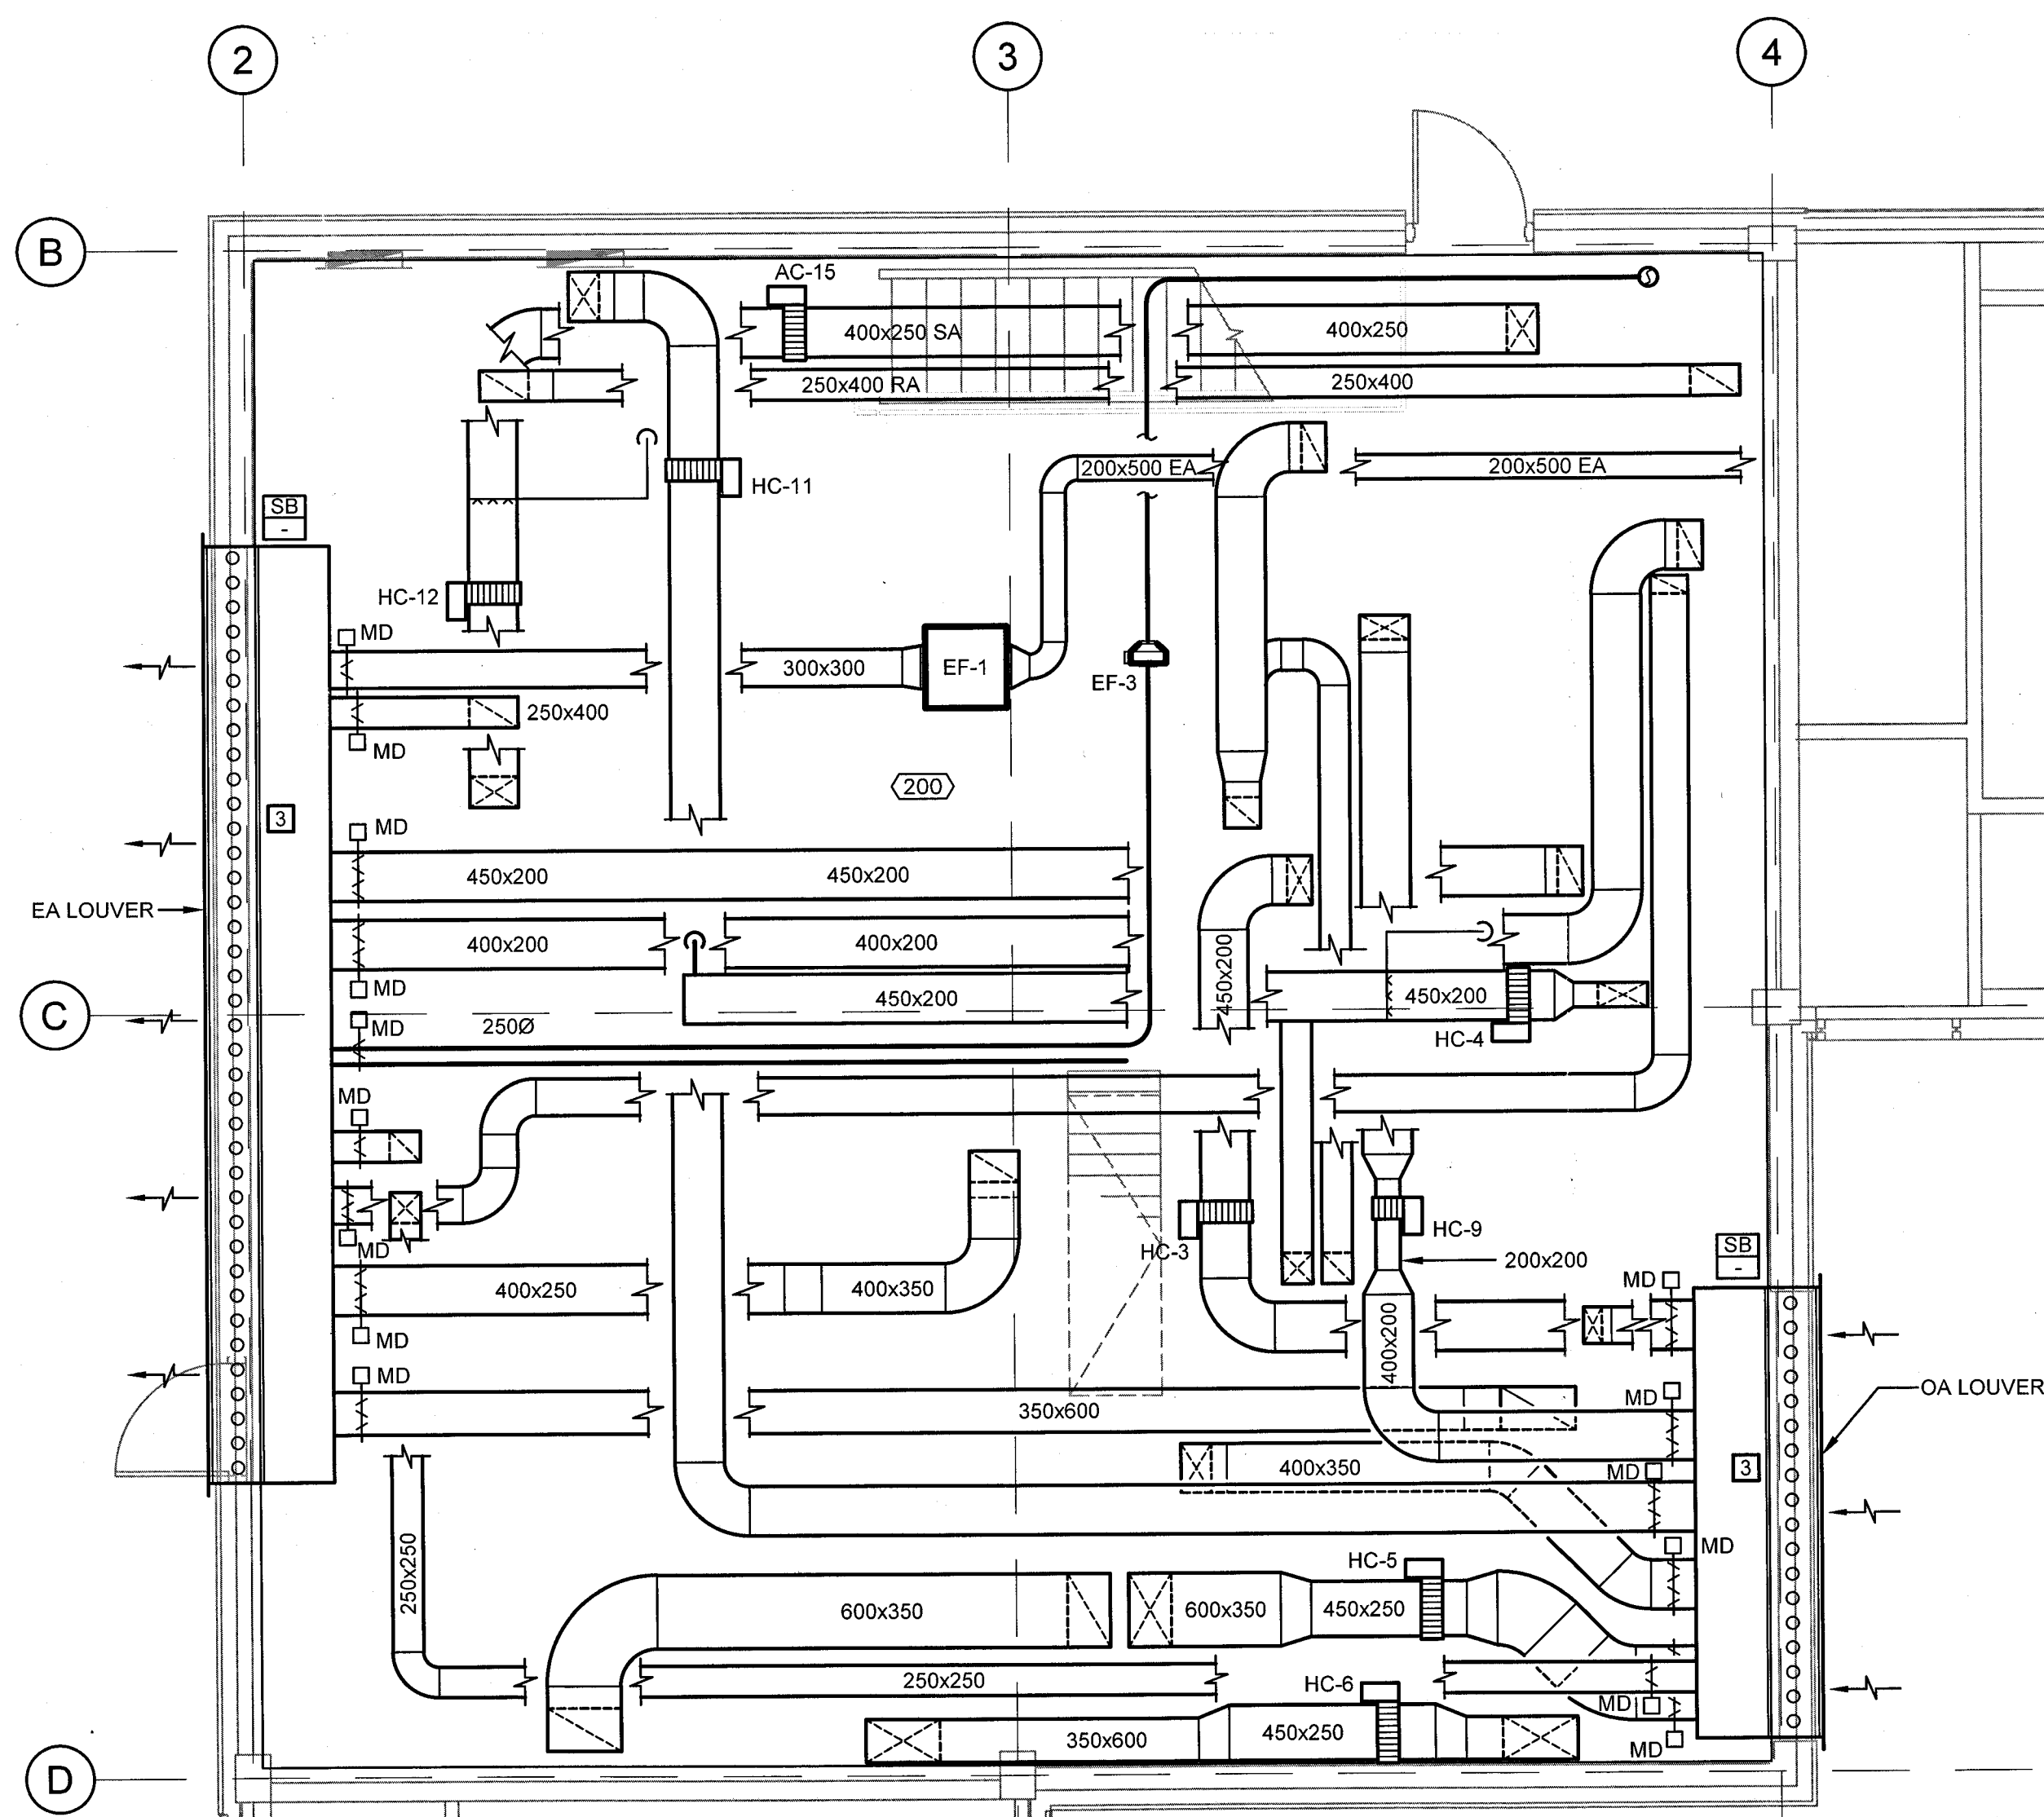 2
3
4
B
AC-15
400x250 SA
400x250
250x400 RA
250x400
200x500 EA
200x500 EA
HC-11
SB
-
HC-12
MD
300x300
EF-1
EF-3
250x400
MD
200
3
MD
450x200
450x200
EA LOUVER
400x200
400x200
450x200
MD
450x200
450x200
C
MD
250Ø
HC-4
MD
HC-3
HC-9
MD
200x200
SB
-
MD
400x250
400x350
MD
400x200
MD
MD
OA LOUVER
350x600
400x350
MD
3
250x250
HC-5
MD
600x350
600x350
450x250
250x250
HC-6
MD
350x600
450x250
MD
D